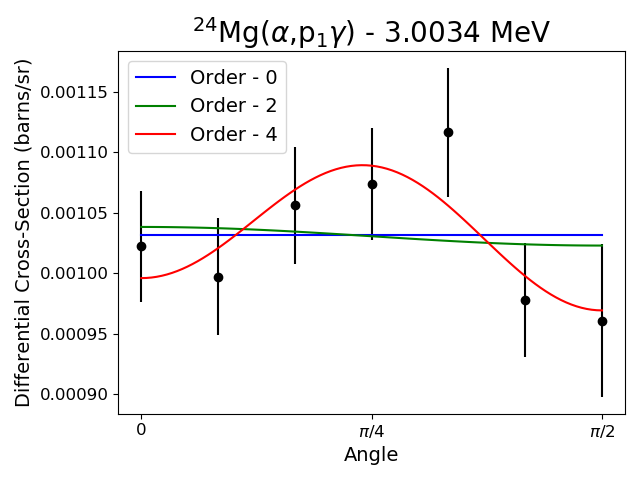 ²⁴Mg(α,p₁γ) - 3.0034 MeV
Differential Cross-Section (barns/sr)
Order - 0
Order - 2
Order - 4
0.00115
0.00110
0.00105
0.00100
0.00095
0.00090
0
π/4
π/2
Angle